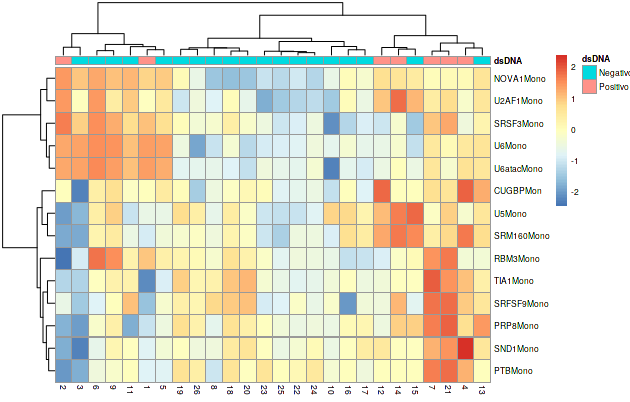 dsDNA
NOVA1Mono
U2AF1Mono
SRSF3Mono
U6Mono
U6atacMono
CUGBPMon
U5Mono
SRM160Mono
RBM3Mono
TIA1Mono
SRFSF9Mono
PRP8Mono
SND1Mono
PTBMono
2 3 6 9 11 1 5 19 26 8 18 20 23 25 22 24 10 16 17 12 14 15 7 21 4 13
2
1
0
-1
-2
dsDNA
Negativo
Positivo